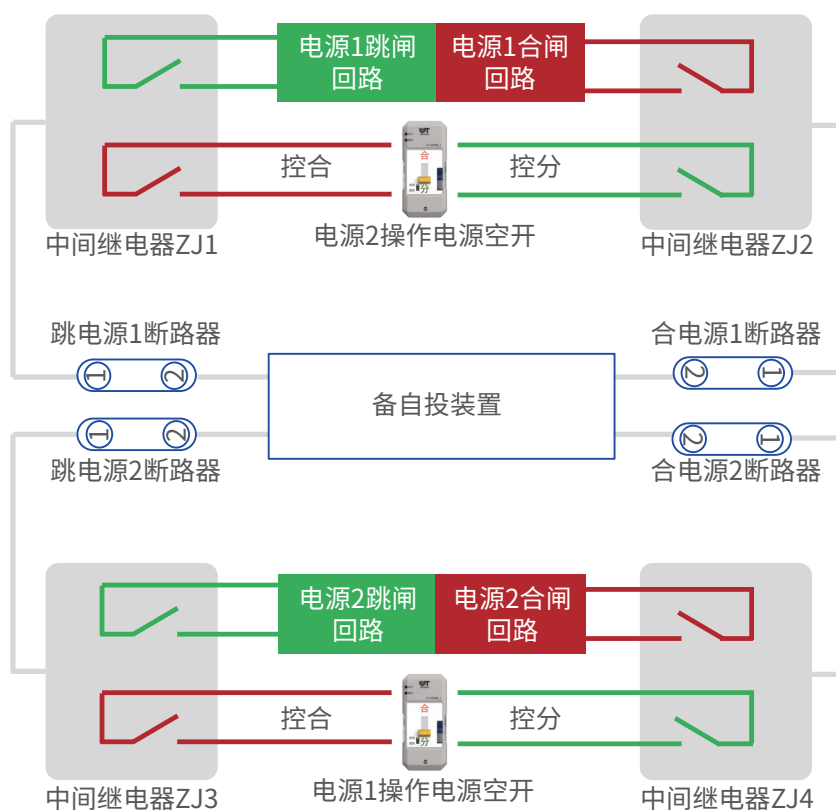 电源1跳闸
回路
电源1合闸
回路
合
控合
控分
分
中间继电器ZJ1
电源2操作电源空开
中间继电器ZJ2
跳电源1断路器
合电源1断路器
1
2
2
1
备自投装置
1
2
2
1
跳电源2断路器
合电源2断路器
电源2跳闸
回路
电源2合闸
回路
合
控合
控分
分
中间继电器ZJ3
电源1操作电源空开
中间继电器ZJ4